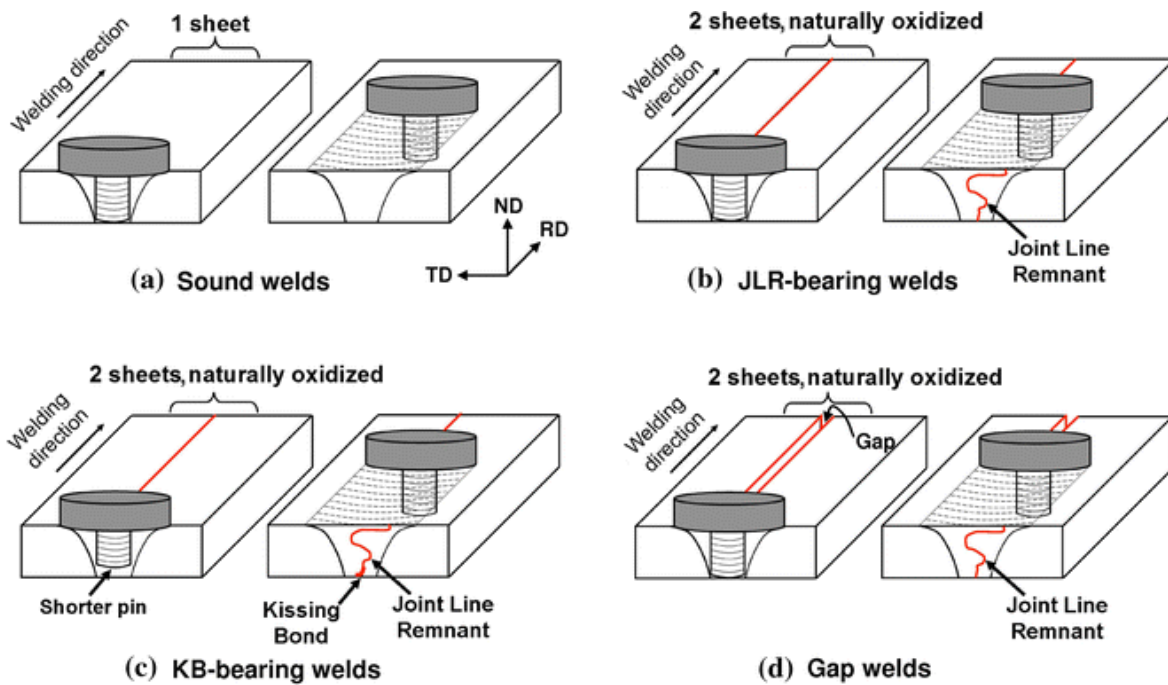 1 sheet
Welding direction
ND
RD
TD
(a) Sound welds
2 sheets, naturally oxidized
Welding
direction
Joint Line
Remnant
(b) JLR-bearing welds
2 sheets, naturally oxidized
Welding
direction
Shorter pin
Kissing
Bond
Joint Line
Remnant
(c) KB-bearing welds
2 sheets, naturally oxidized
Welding
direction
Gap
Joint Line
Remnant
(d) Gap welds